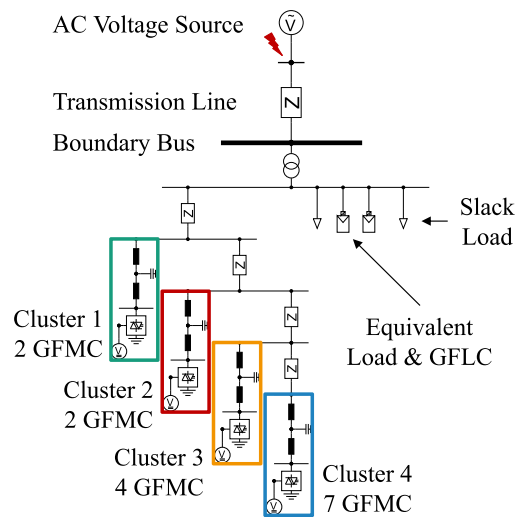 AC Voltage Source
Ṽ
Transmission Line
Z
Boundary Bus
Slack
Load
Z
Z
Equivalent
Load & GFLC
Cluster 1
2 GFMC
Z
V
Cluster 2
2 GFMC
Z
V
Cluster 3
4 GFMC
V
Cluster 4
7 GFMC
V